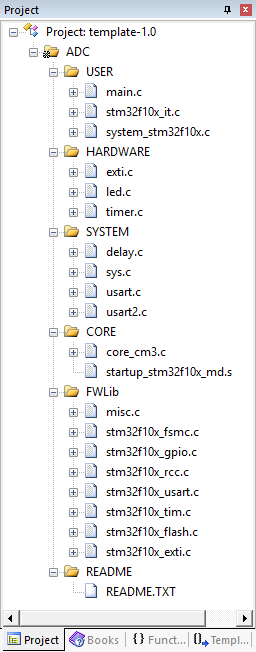 Project
Project: template-1.0
ADC
USER
main.c
stm32f10x_it.c
system_stm32f10x.c
HARDWARE
exti.c
led.c
timer.c
SYSTEM
delay.c
sys.c
usart.c
usart2.c
CORE
core_cm3.c
startup_stm32f10x_md.s
FWLib
misc.c
stm32f10x_fsmc.c
stm32f10x_gpio.c
stm32f10x_rcc.c
stm32f10x_usart.c
stm32f10x_tim.c
stm32f10x_flash.c
stm32f10x_exti.c
README
README.TXT
Project Books {} Funct... {}, Templ...